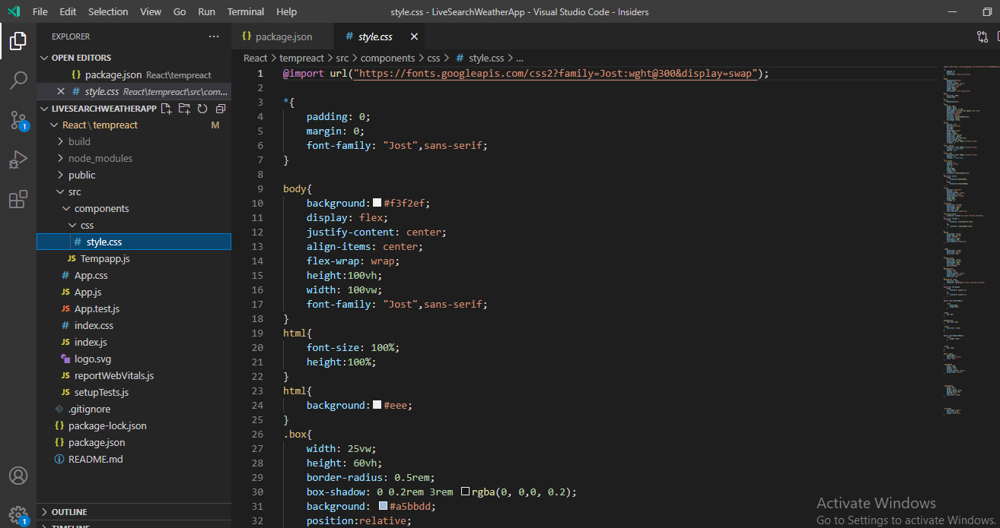 File Edit Selection View Go Run Terminal Help
style.css - LiveSearchWeatherApp - Visual Studio Code - Insiders
EXPLORER
OPEN EDITORS
{} package.json React\tempreact
# style.css React\tempreact\src\com...
LIVESEARCHWEATHERAPP
React \ tempreact M
build
node_modules
public
src
components
css
# style.css
JS Tempapp.js
# App.css
JS App.js
JS App.test.js
# index.css
JS index.js
logo.svg
JS reportWebVitals.js
JS setupTests.js
.gitignore
{} package-lock.json
{} package.json
README.md
OUTLINE
TIMELINE
1
1
{} package.json
# style.css
React > tempreact > src > components > css > # style.css > ...
1 @import url("https://fonts.googleapis.com/css2?family=Jost:wght@300&display=swap");
2
3 *{
4 padding: 0;
5 margin: 0;
6 font-family: "Jost",sans-serif;
7 }
8
9 body{
10 background: #f3f2ef;
11 display: flex;
12 justify-content: center;
13 align-items: center;
14 flex-wrap: wrap;
15 height:100vh;
16 width: 100vw;
17 font-family: "Jost",sans-serif;
18 }
19 html{
20 font-size: 100%;
21 height:100%;
22 }
23 html{
24 background: #eee;
25 }
26 .box{
27 width: 25vw;
28 height: 60vh;
29 border-radius: 0.5rem;
30 box-shadow: 0 0.2rem 3rem rgba(0, 0,0, 0.2);
31 background: #a5bbdd;
32 position:relative;
Activate Windows
Go to Settings to activate Windows.